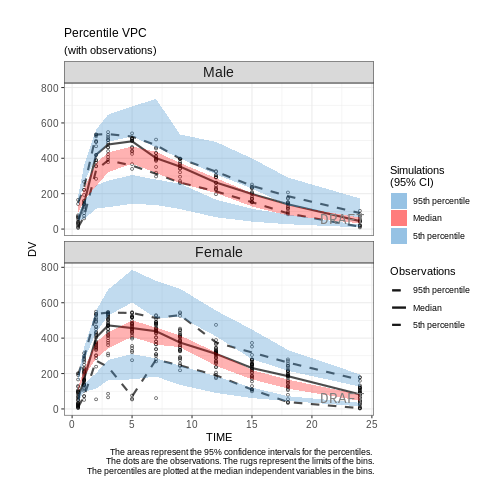 Percentile VPC
(with observations)
Male
800
600
400
200
0
DRAFT
Female
800
600
400
200
0
DRAFT
0
5
10
15
20
25
DV
TIME
Simulations
(95% CI)
95th percentile
Median
5th percentile
Observations
95th percentile
Median
5th percentile
The areas represent the 95% confidence intervals for the percentiles.
The dots are the observations. The rugs represent the limits of the bins.
The percentiles are plotted at the median independent variables in the bins.